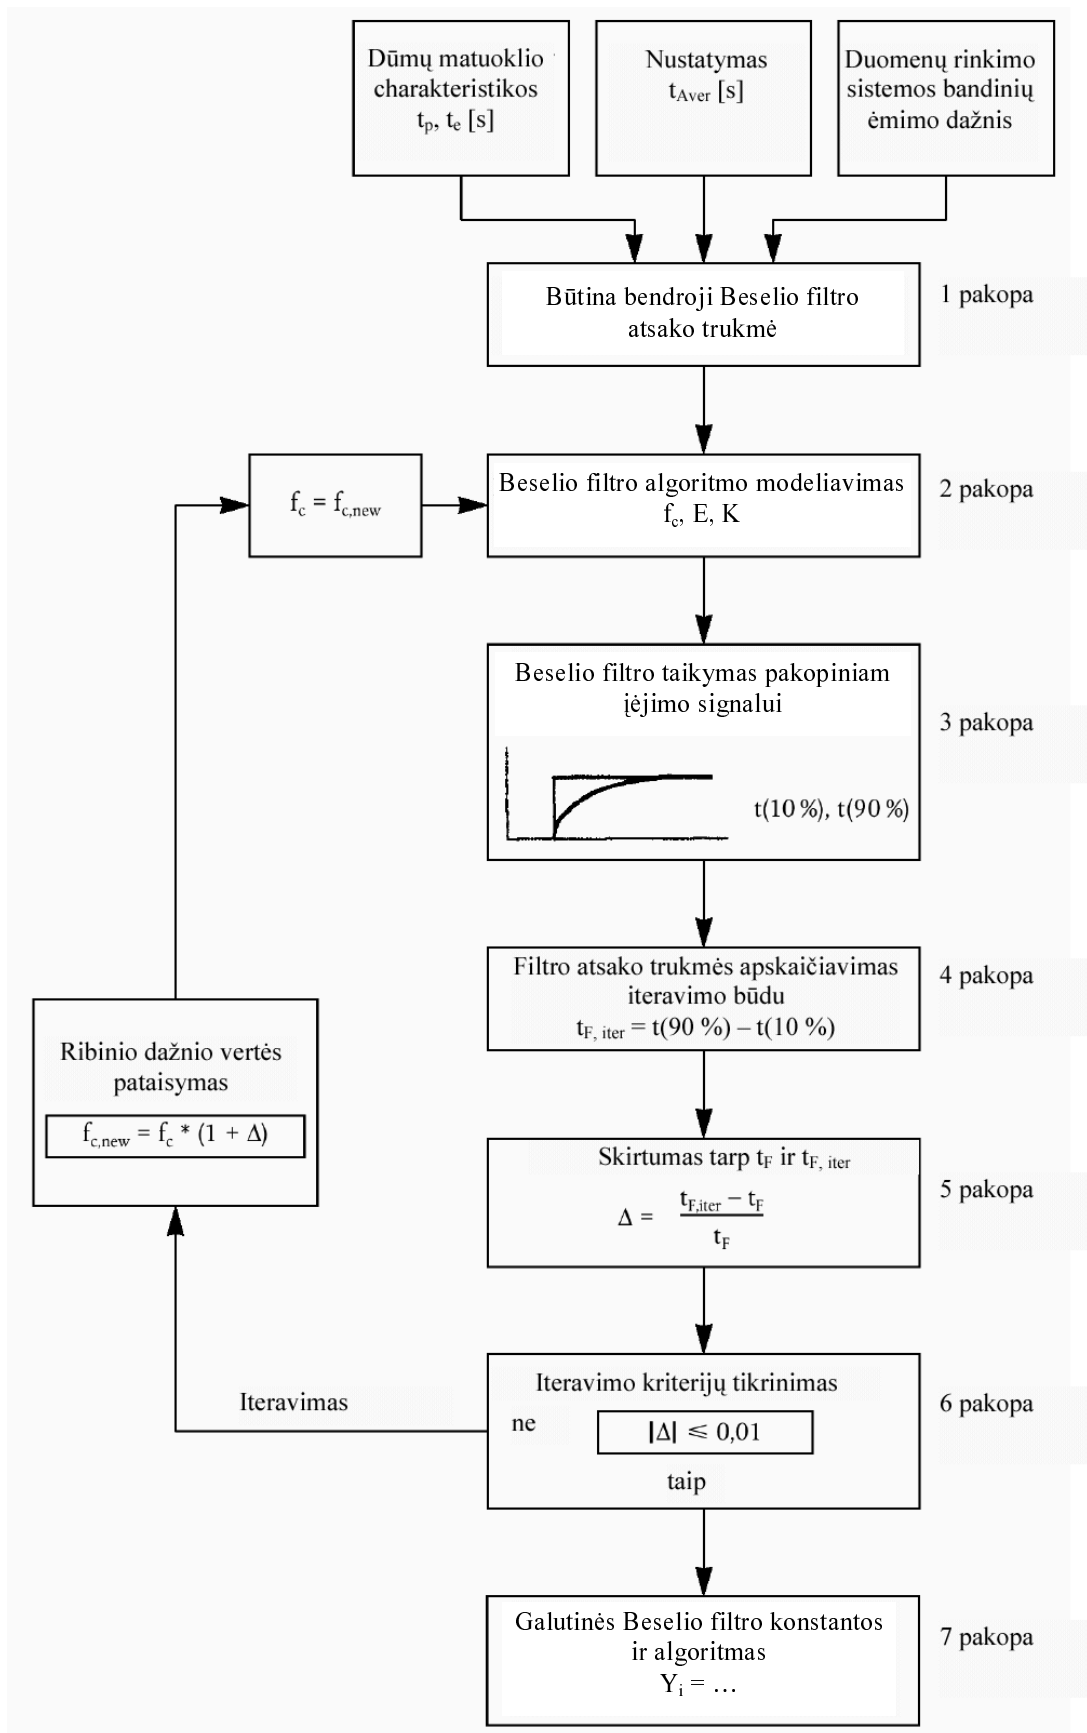 Dūmų matuoklio
charakteristikos
tp, te [s]
Nustatymas
tAver [s]
Duomenų rinkimo
sistemos bandinių
ėmimo dažnis
Būtina bendroji Beselio filtro
atsako trukmė
1 pakopa
fc = fc,new
Beselio filtro algoritmo modeliavimas
fc, E, K
2 pakopa
Beselio filtro taikymas pakopiniam
įėjimo signalui
t(10 %), t(90 %)
3 pakopa
Filtro atsako trukmės apskaičiavimas
iteravimo būdu
tF, iter = t(90 %) – t(10 %)
4 pakopa
Ribinio dažnio vertės
pataisymas
fc,new = fc * (1 + Δ)
Skirtumas tarp tF ir tF, iter
Δ = tF,iter − tF
tF
5 pakopa
Iteravimas
Iteravimo kriterijų tikrinimas
ne
|Δ| ≤ 0,01
taip
6 pakopa
Galutinės Beselio filtro konstantos
ir algoritmas
Yi = …
7 pakopa